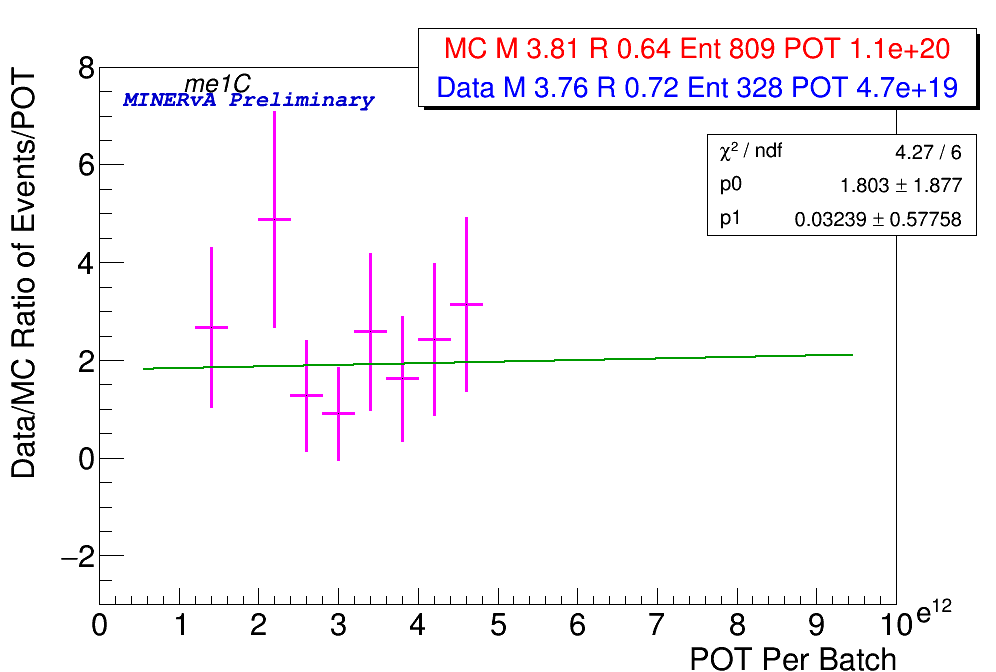 MC M 3.81 R 0.64 Ent 809 POT 1.1e+20
Data M 3.76 R 0.72 Ent 328 POT 4.7e+19
me1C
MINERvA Preliminary
χ² / ndf 4.27 / 6
p0 1.803 ± 1.877
p1 0.03239 ± 0.57758
Data/MC Ratio of Events/POT
8
6
4
2
0
−2
0 1 2 3 4 5 6 7 8 9 10 e12
POT Per Batch